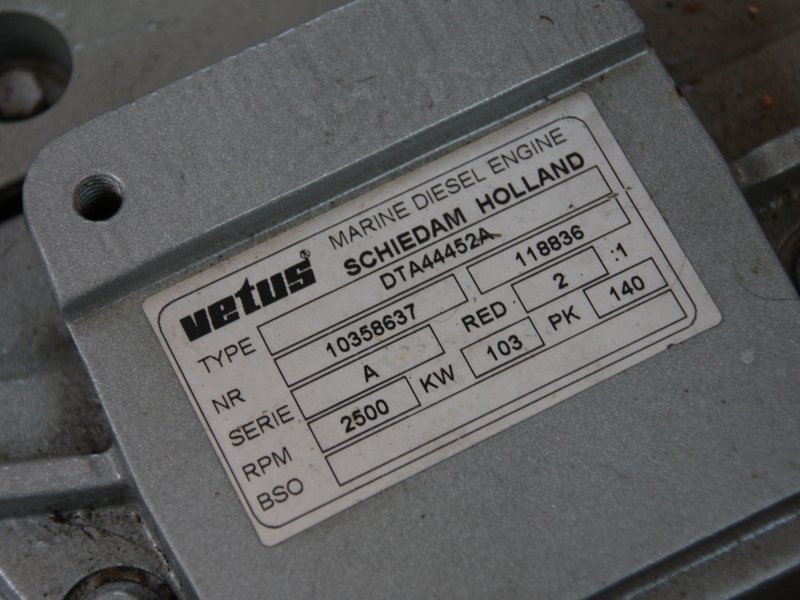 vetus® MARINE DIESEL ENGINE
SCHIEDAM HOLLAND
TYPE DTA44452A
NR 10358637 118836
SERIE A RED 2 :1
RPM 2500 KW 103 PK 140
BSO